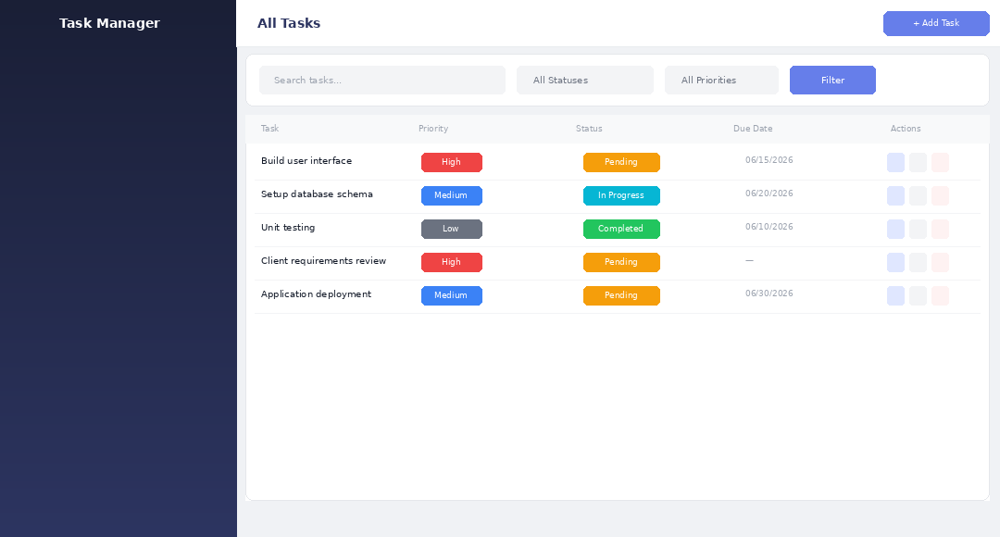 Task Manager
All Tasks
+ Add Task
Search tasks...
All Statuses
All Priorities
Filter
Task Priority Status Due Date Actions
Build user interface High Pending 06/15/2026
Setup database schema Medium In Progress 06/20/2026
Unit testing Low Completed 06/10/2026
Client requirements review High Pending —
Application deployment Medium Pending 06/30/2026